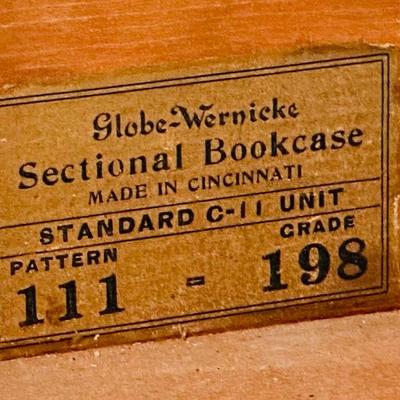 Globe-Wernicke
Sectional Bookcase
MADE IN CINCINNATI
STANDARD C-11 UNIT
PATTERN GRADE
111 - 198